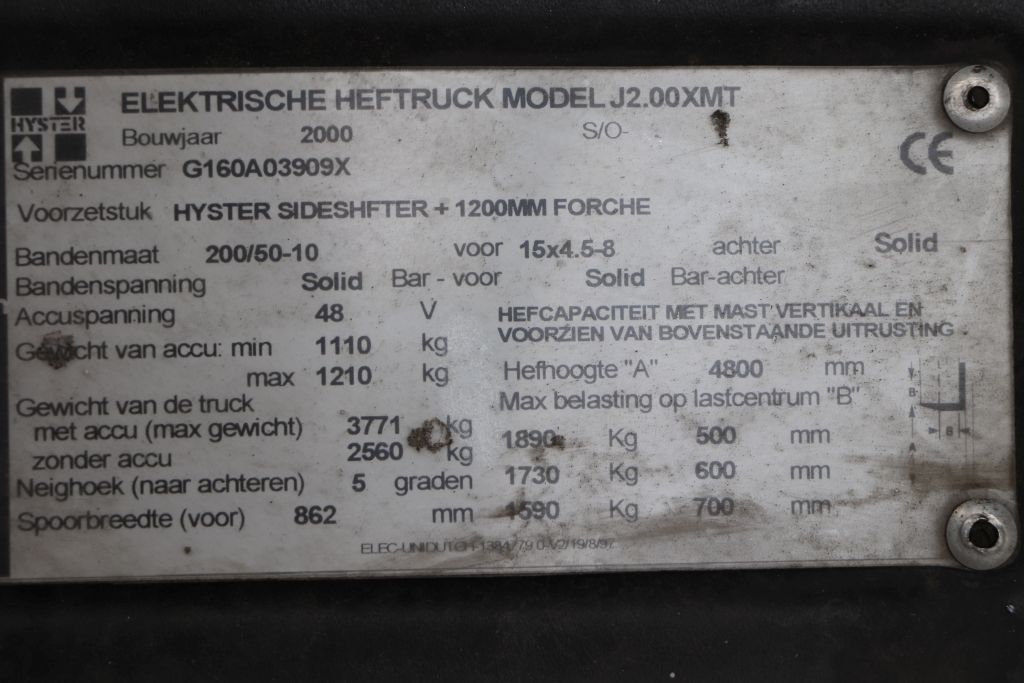 HYSTER
ELEKTRISCHE HEFTRUCK MODEL J2.00XMT
Bouwjaar 2000 S/O-
Serienummer G160A03909X
CE
Voorzetstuk HYSTER SIDESHFTER + 1200MM FORCHE
Bandenmaat 200/50-10 voor 15x4.5-8 achter Solid
Bandenspanning Solid Bar - voor Solid Bar-achter
Accuspanning 48 V
Gewicht van accu: min 1110 kg
max 1210 kg
Gewicht van de truck
met accu (max gewicht) 3771 kg
zonder accu 2560 kg
Neighoek (naar achteren) 5 graden
Spoorbreedte (voor) 862 mm
HEFCAPACITEIT MET MAST VERTIKAAL EN
VOORZIEN VAN BOVENSTAANDE UITRUSTING
Hefhoogte "A" 4800 mm
Max belasting op lastcentrum "B"
1890 Kg 500 mm
1730 Kg 600 mm
1590 Kg 700 mm
B
B
A
ELEC-UNIDUTCH